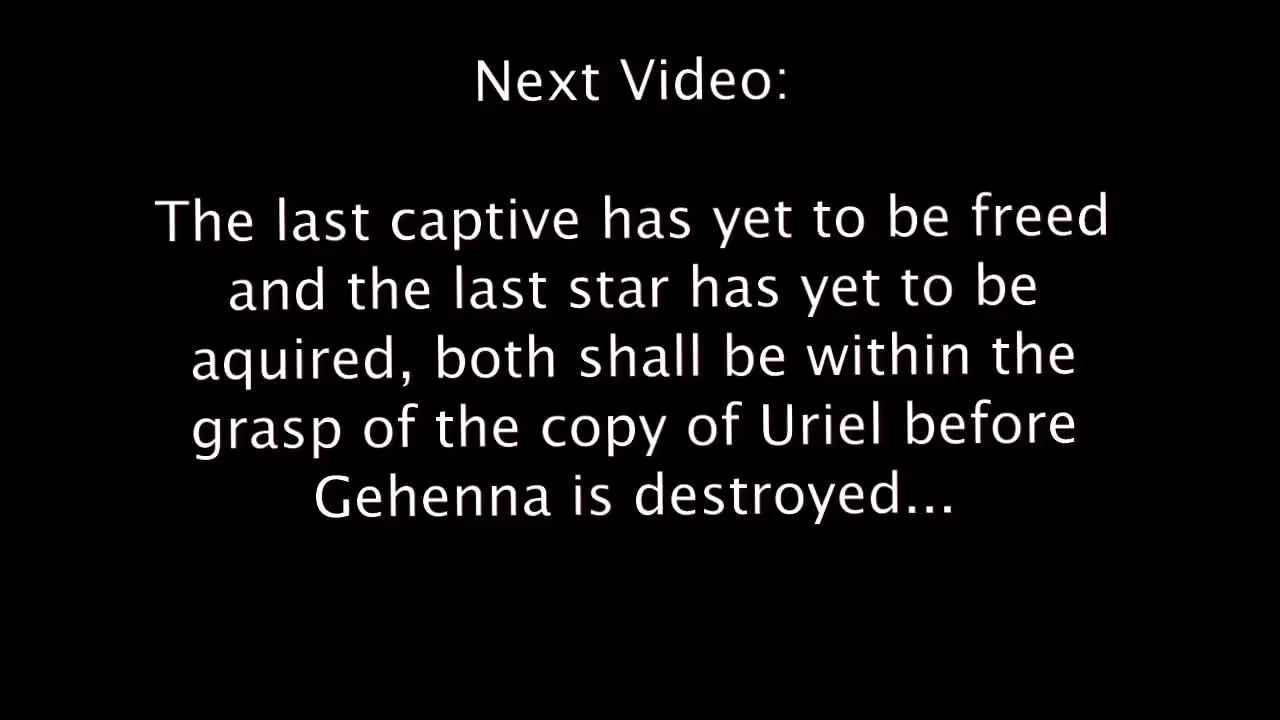 Next Video:
The last captive has yet to be freed
and the last star has yet to be
aquired, both shall be within the
grasp of the copy of Uriel before
Gehenna is destroyed...